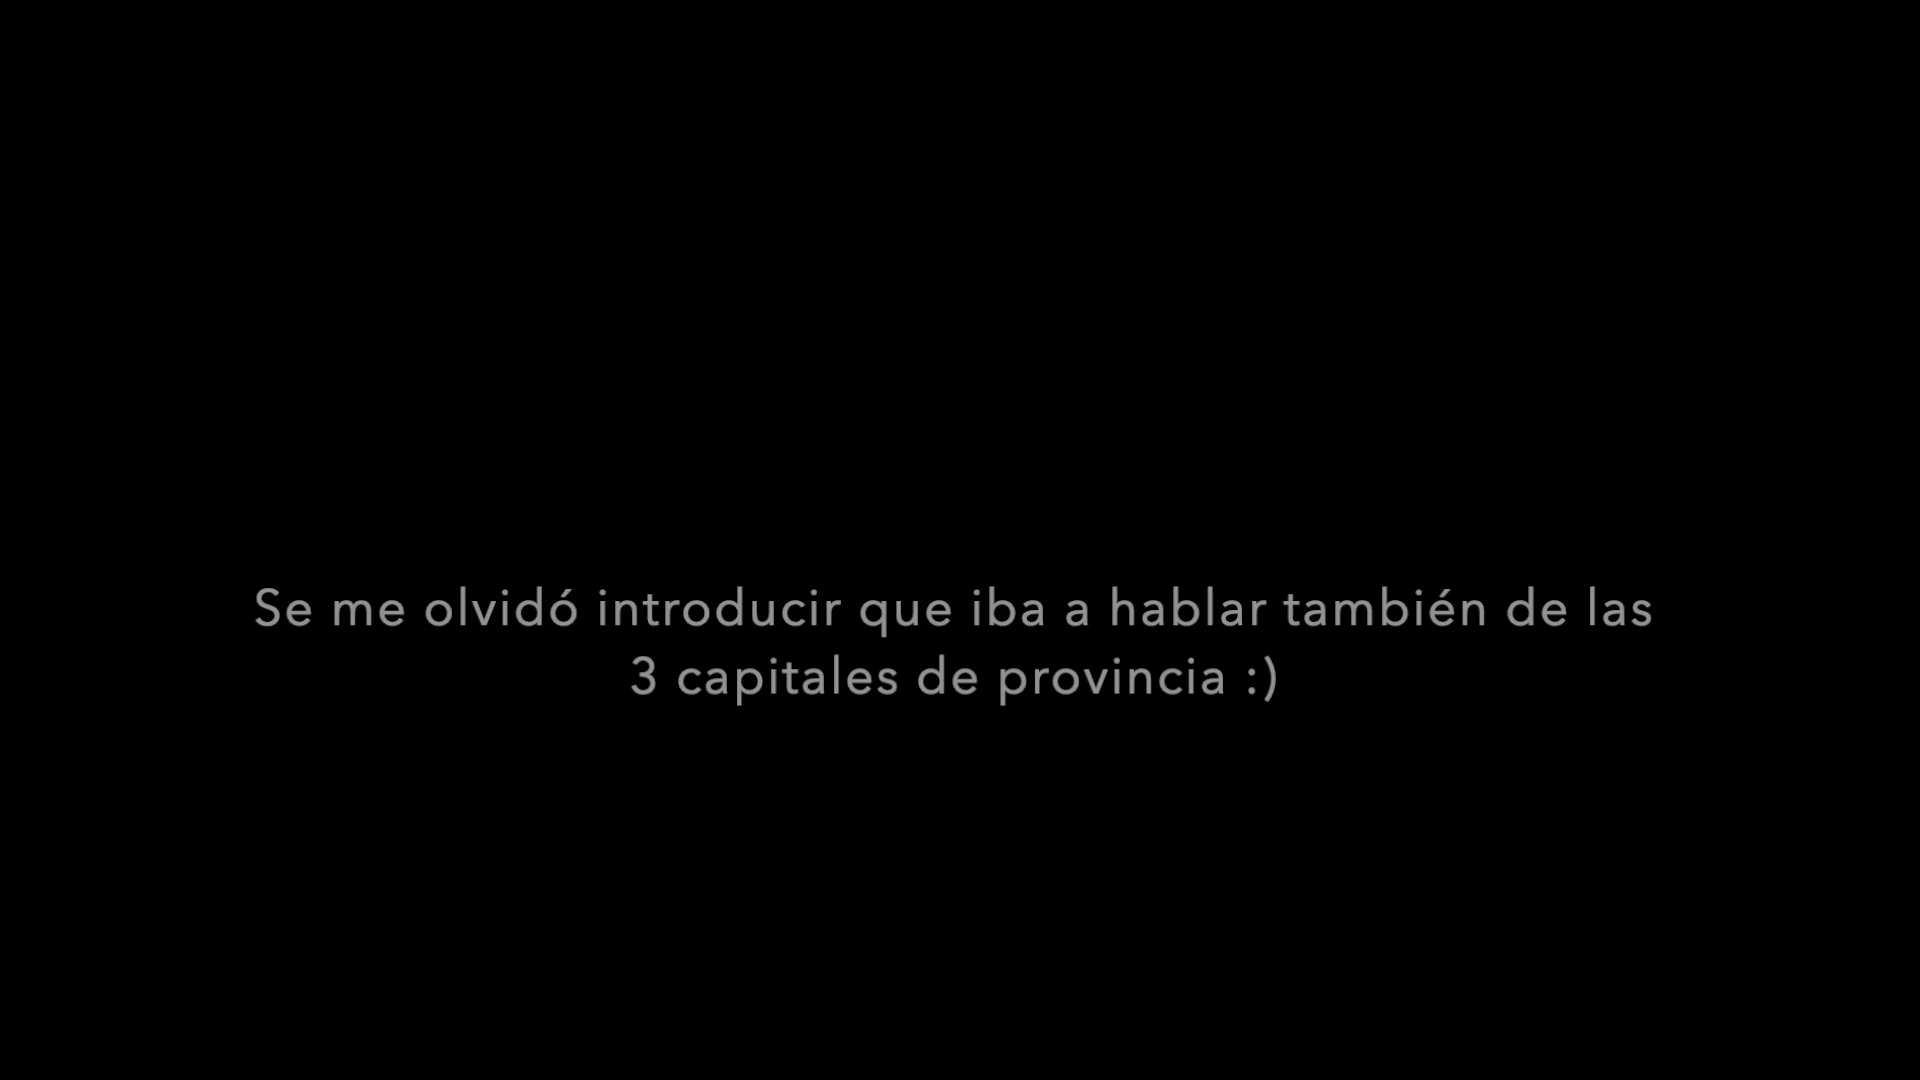 Se me olvidó introducir que iba a hablar también de las
3 capitales de provincia :)